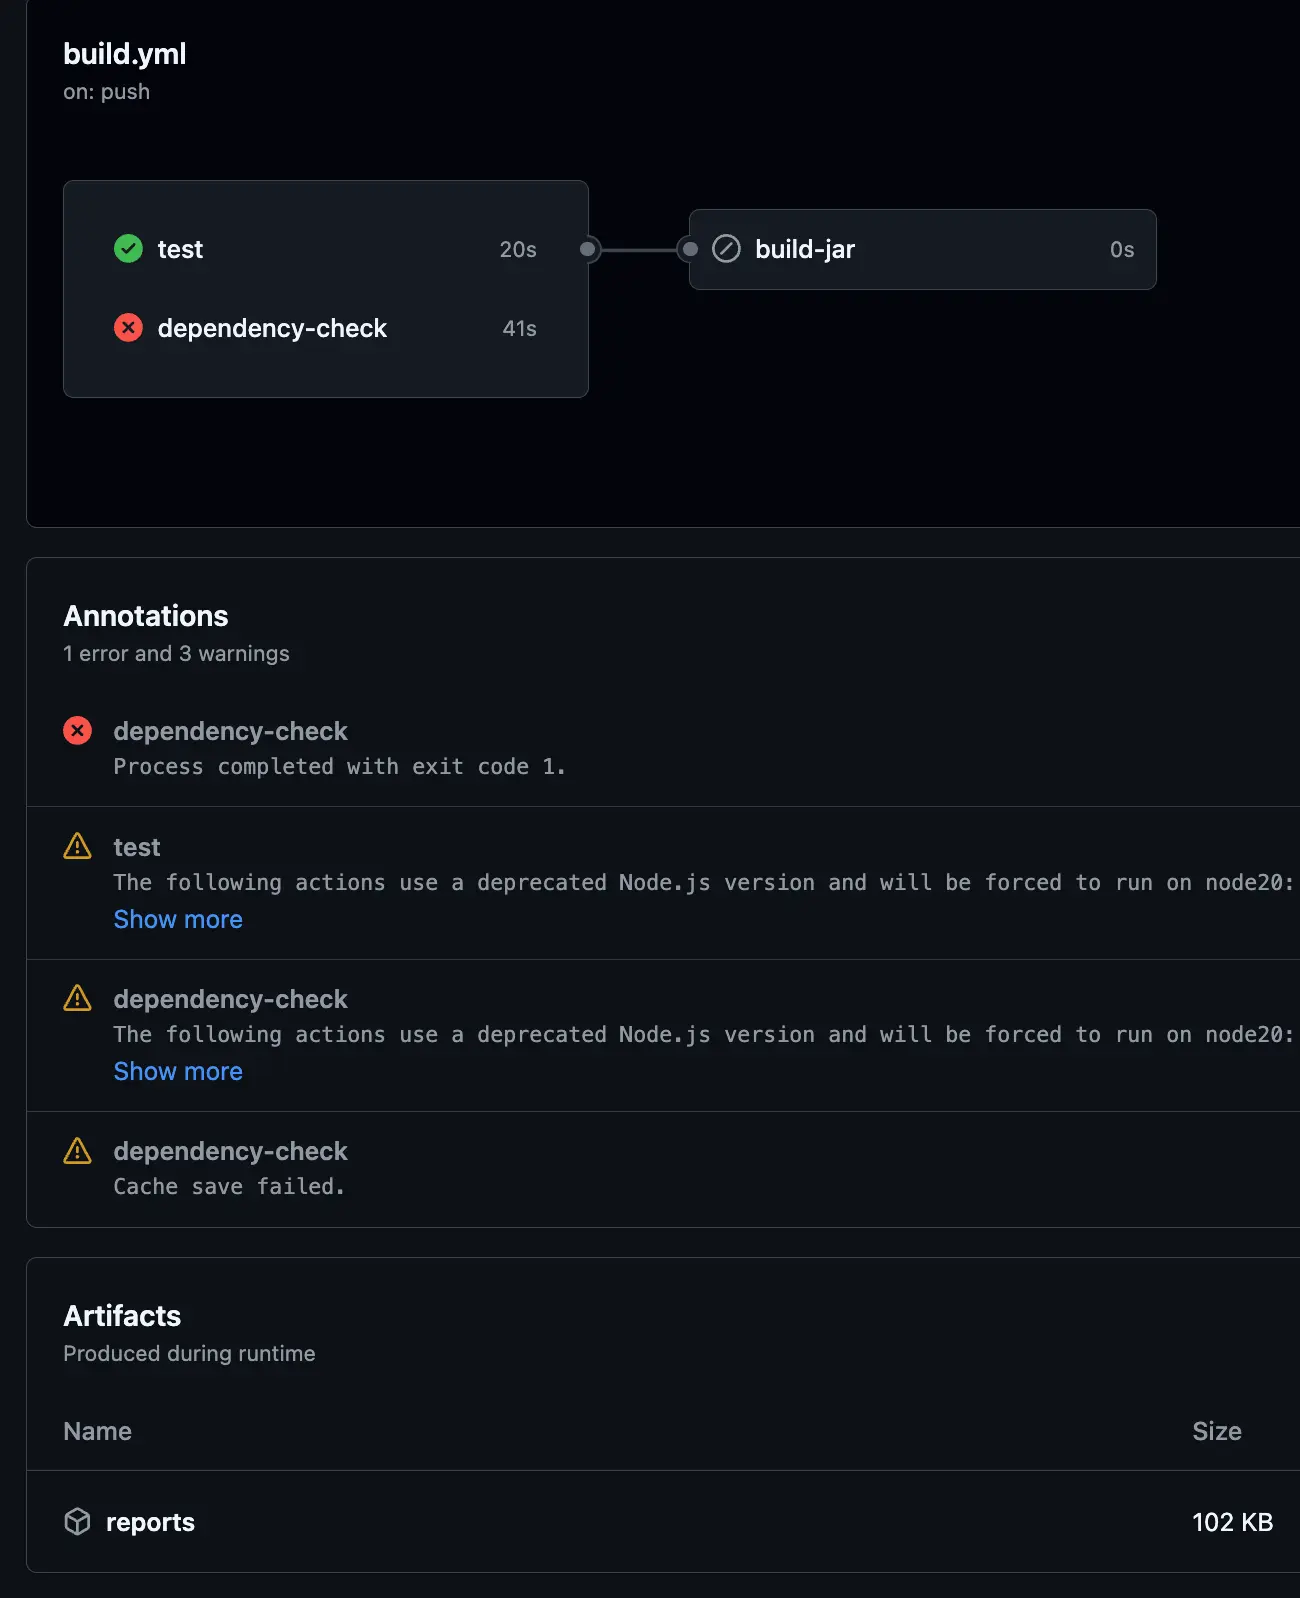 build.yml
on: push
test 20s
build-jar 0s
dependency-check 41s
Annotations
1 error and 3 warnings
dependency-check
Process completed with exit code 1.
test
The following actions use a deprecated Node.js version and will be forced to run on node20:
Show more
dependency-check
The following actions use a deprecated Node.js version and will be forced to run on node20:
Show more
dependency-check
Cache save failed.
Artifacts
Produced during runtime
Name Size
reports 102 KB